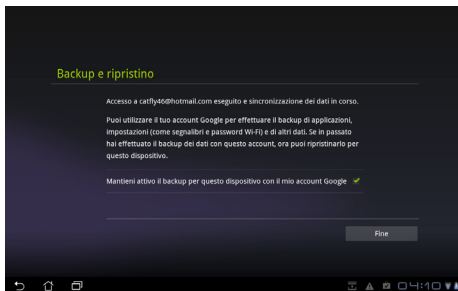 Backup e ripristino
Accesso a catfly46@hotmail.com eseguito e sincronizzazione dei dati in corso.
Puoi utilizzare il tuo account Google per effettuare il backup di applicazioni,
impostazioni (come segnalibri e password Wi-Fi) e di altri dati. Se in passato
hai effettuato il backup dei dati con questo account, ora puoi ripristinarlo per
questo dispositivo.
Mantieni attivo il backup per questo dispositivo con il mio account Google
Fine
04:10